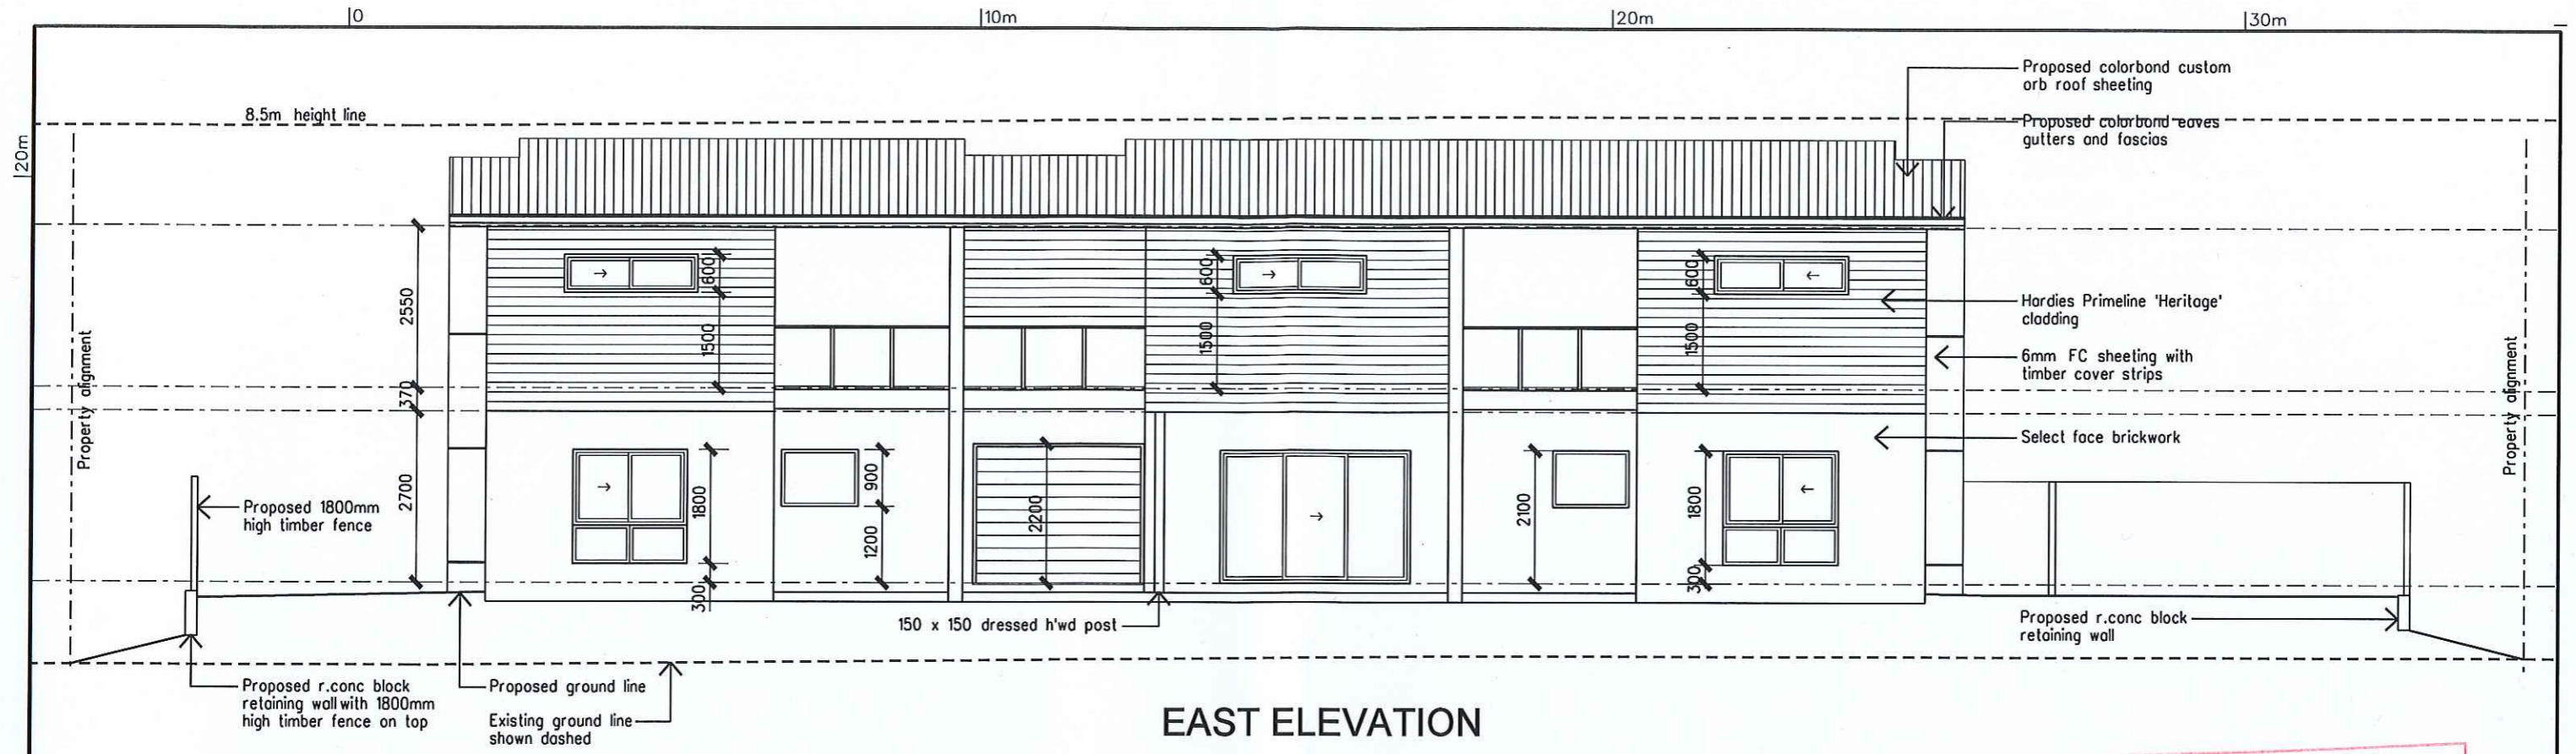 0
10m
20m
30m
20m
8.5m height line
Proposed colorbond custom
orb roof sheeting
Proposed colorbond eaves
gutters and fascias
2550
370
2700
600
1500
600
1500
600
1500
Property alignment
Property alignment
Hardies Primeline 'Heritage'
cladding
6mm FC sheeting with
timber cover strips
Select face brickwork
Proposed 1800mm
high timber fence
1800
300
900
1200
2200
2100
1800
300
150 x 150 dressed h'wd post
Proposed r.conc block
retaining wall
Proposed r.conc block
retaining wall with 1800mm
high timber fence on top
Proposed ground line
Existing ground line
shown dashed
EAST ELEVATION